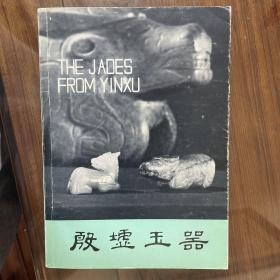 THE JADES
FROM YINXU
殷墟玉器